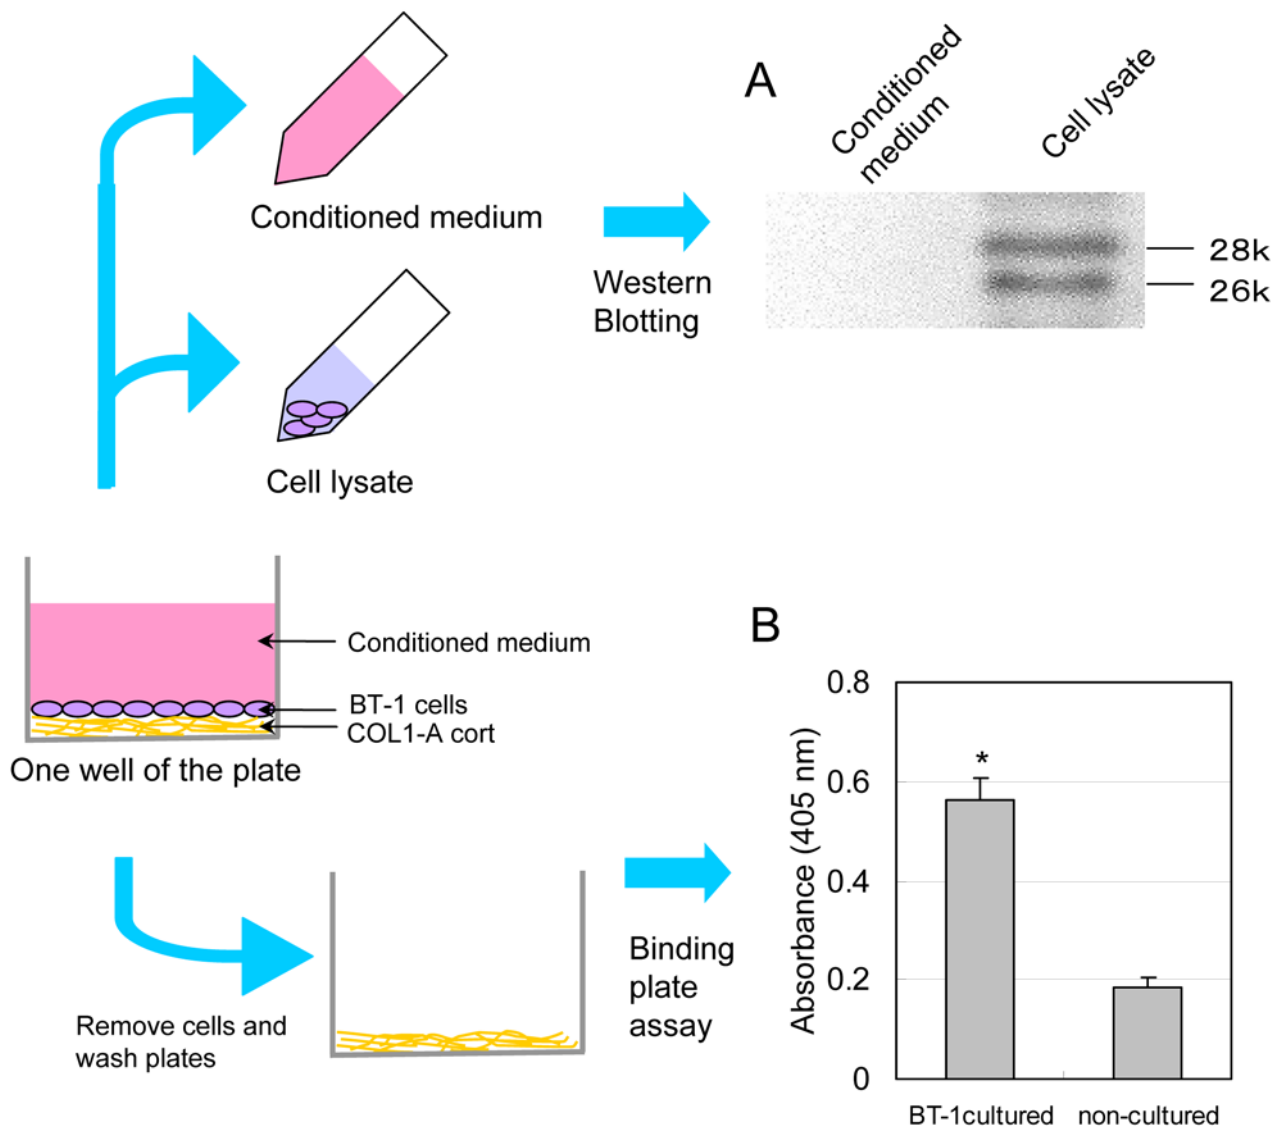 Conditioned medium
Cell lysate
Western
Blotting
A
Conditioned
medium
Cell lysate
28k
26k
Conditioned medium
BT-1 cells
COL1-A cort
One well of the plate
Remove cells and
wash plates
Binding
plate
assay
B
Absorbance (405 nm)
0.8
0.6
0.4
0.2
0
*
BT-1cultured
non-cultured